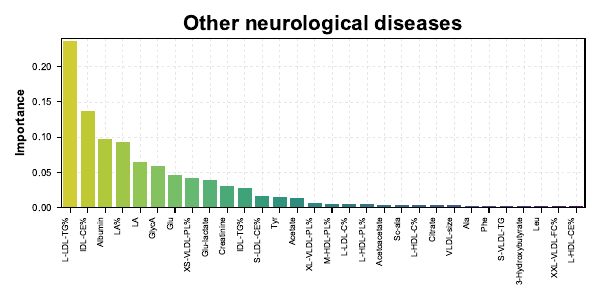 Other neurological diseases
Importance
0.20
0.15
0.10
0.05
0.00
L-LDL-TG%
IDL-CE%
Albumin
LA%
LA
GlycA
Glu
XS-VLDL-PL%
Glu-lactate
Creatinine
IDL-TG%
S-LDL-CE%
Tyr
Acetate
XL-VLDL-PL%
M-HDL-PL%
L-LDL-C%
L-HDL-PL%
Acetoacetate
Sc-ala
L-HDL-C%
Citrate
VLDL-size
Ala
Phe
S-VLDL-TG
3-Hydroxybutyrate
Leu
XXL-VLDL-FC%
L-HDL-CE%